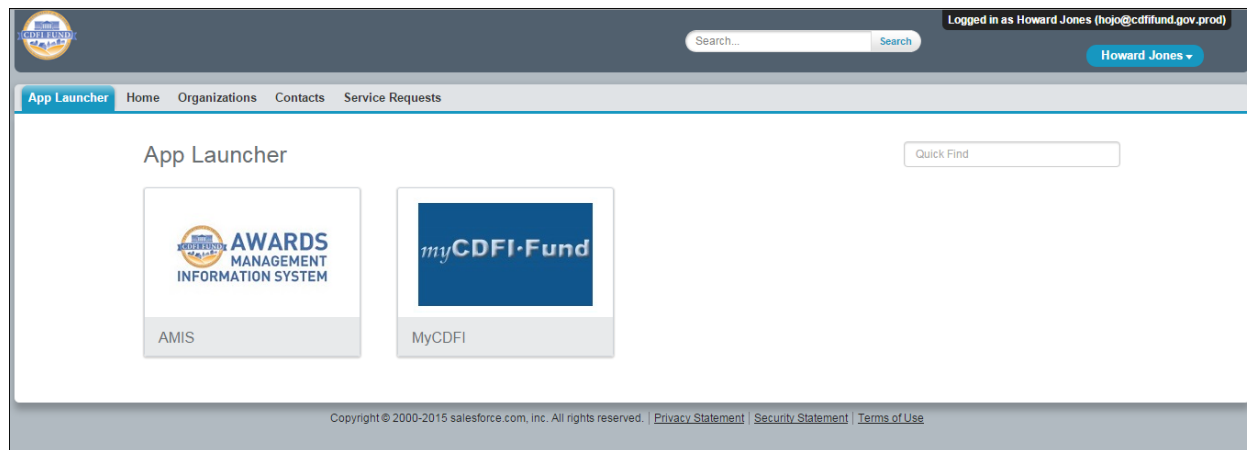 CDFI FUND
Logged in as Howard Jones (hojo@cdfifund.gov.prod)
Search...
Search
Howard Jones
App Launcher Home Organizations Contacts Service Requests
App Launcher
Quick Find
CDFI FUND
AWARDS
MANAGEMENT
INFORMATION SYSTEM
myCDFI·Fund
AMIS
MyCDFI
Copyright © 2000-2015 salesforce.com, inc. All rights reserved. | Privacy Statement | Security Statement | Terms of Use